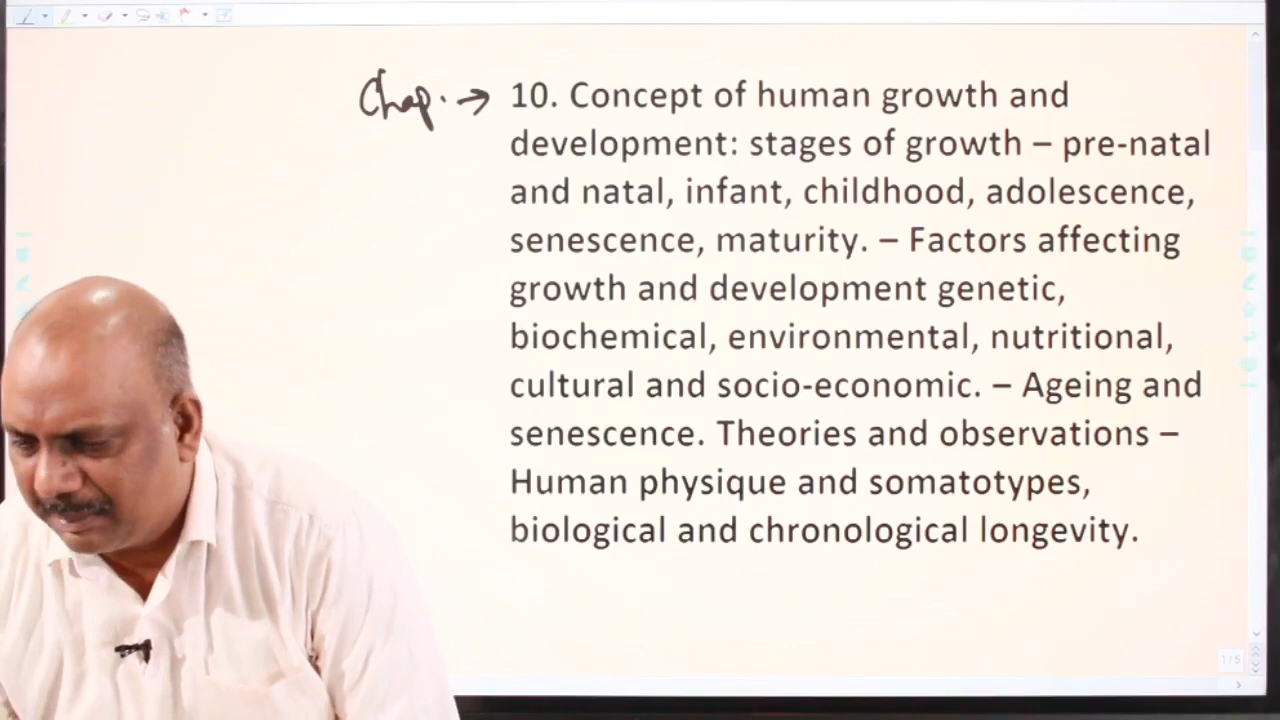 Chap. → 10. Concept of human growth and
development: stages of growth – pre-natal
and natal, infant, childhood, adolescence,
senescence, maturity. – Factors affecting
growth and development genetic,
biochemical, environmental, nutritional,
cultural and socio-economic. – Ageing and
senescence. Theories and observations –
Human physique and somatotypes,
biological and chronological longevity.
1/5